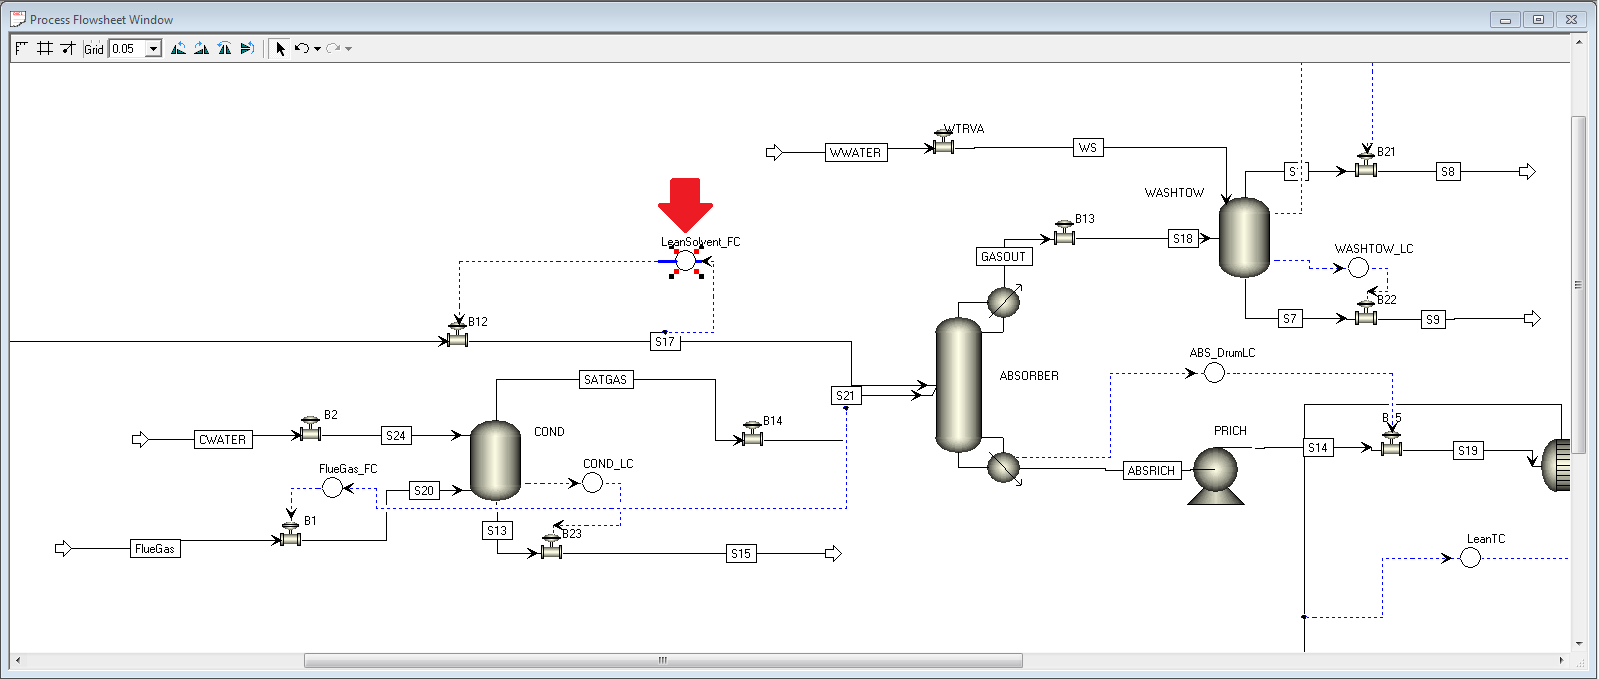 Process Flowsheet Window
Grid 0.05
WTRVA
WWATER
WS
B21
S8
WASHTOW
B13
S18
LeanSolvent_FC
GASOUT
WASHTOW_LC
B22
S7
S9
B12
S17
ABS_DrumLC
ABSORBER
SATGAS
S21
B2
B14
CWATER
S24
COND
PRICH
S14
S19
FlueGas_FC
COND_LC
ABSRICH
S20
B1
S13
B23
FlueGas
S15
LeanTC